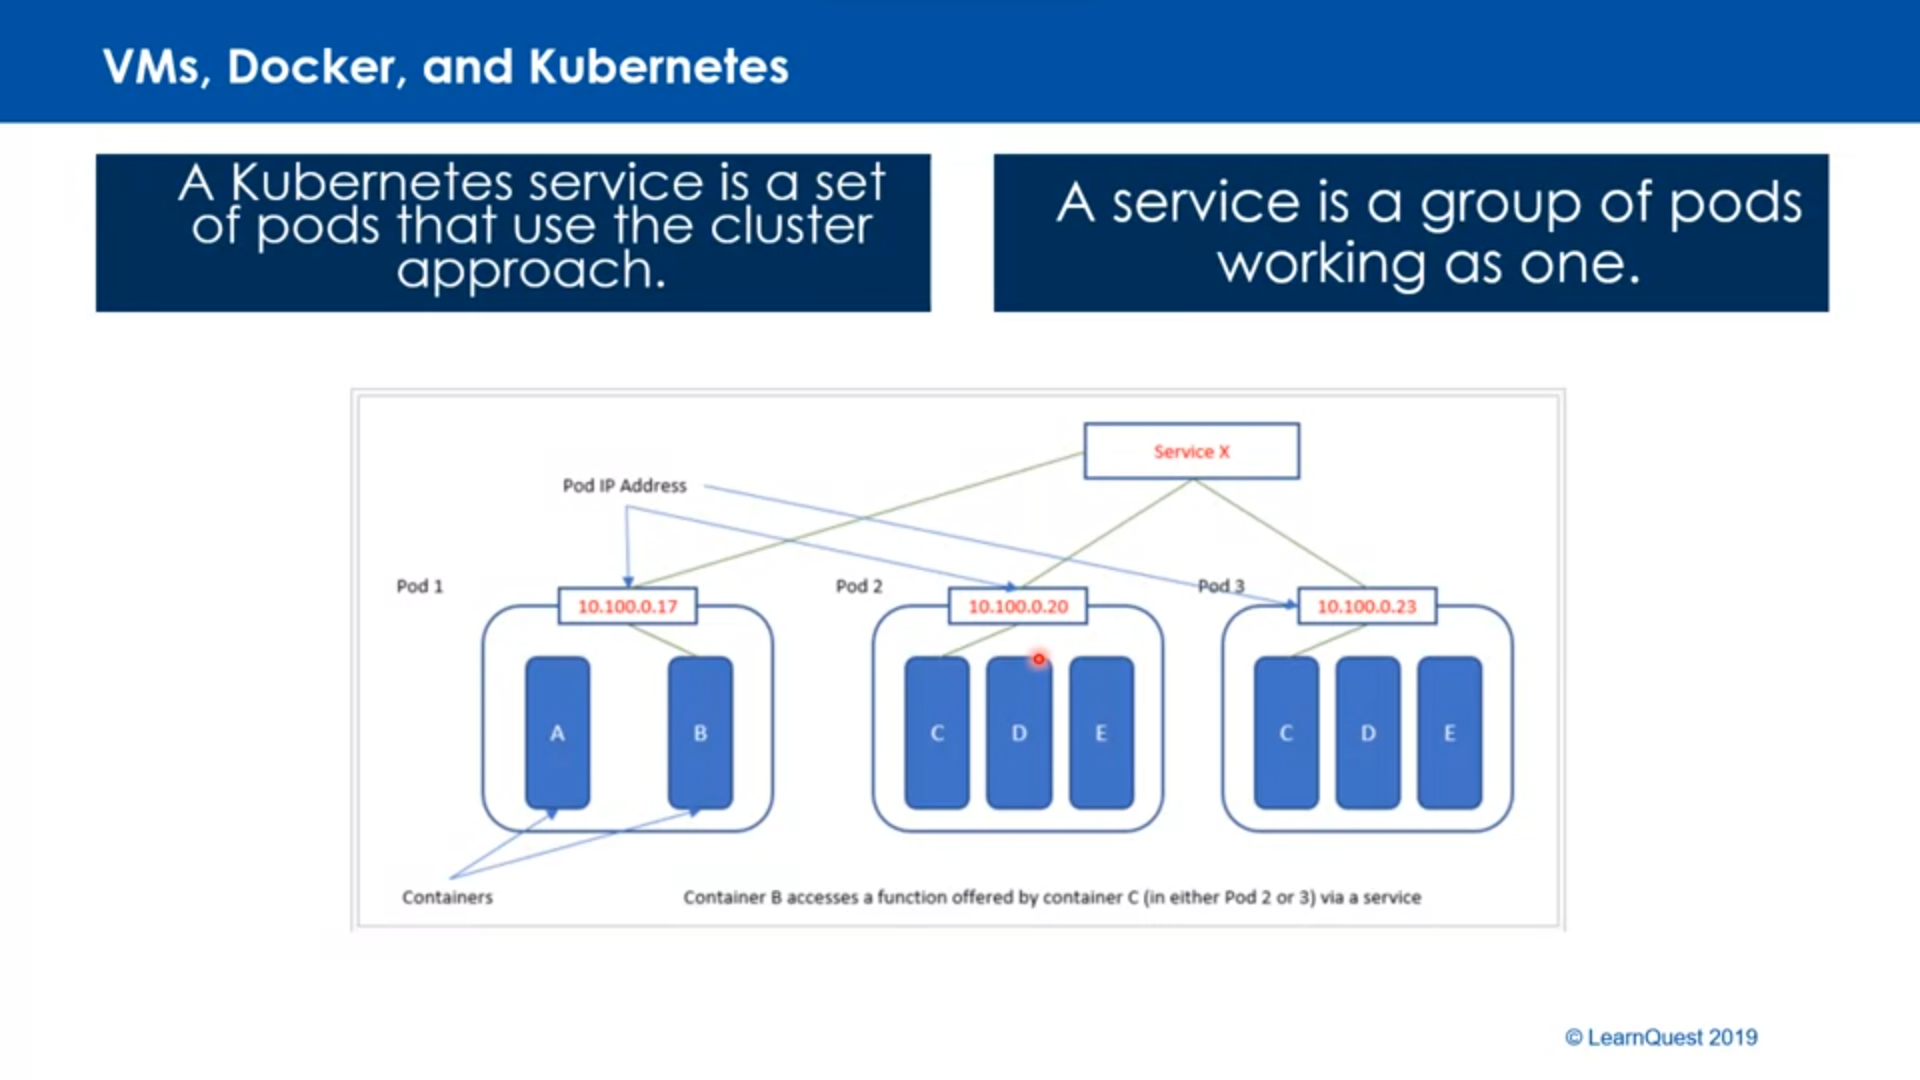 VMs, Docker, and Kubernetes
A Kubernetes service is a set
of pods that use the cluster
approach.
A service is a group of pods
working as one.
Service X
Pod IP Address
Pod 1
Pod 2
Pod 3
10.100.0.17
10.100.0.20
10.100.0.23
A
B
C
D
E
C
D
E
Containers
Container B accesses a function offered by container C (in either Pod 2 or 3) via a service
© LearnQuest 2019